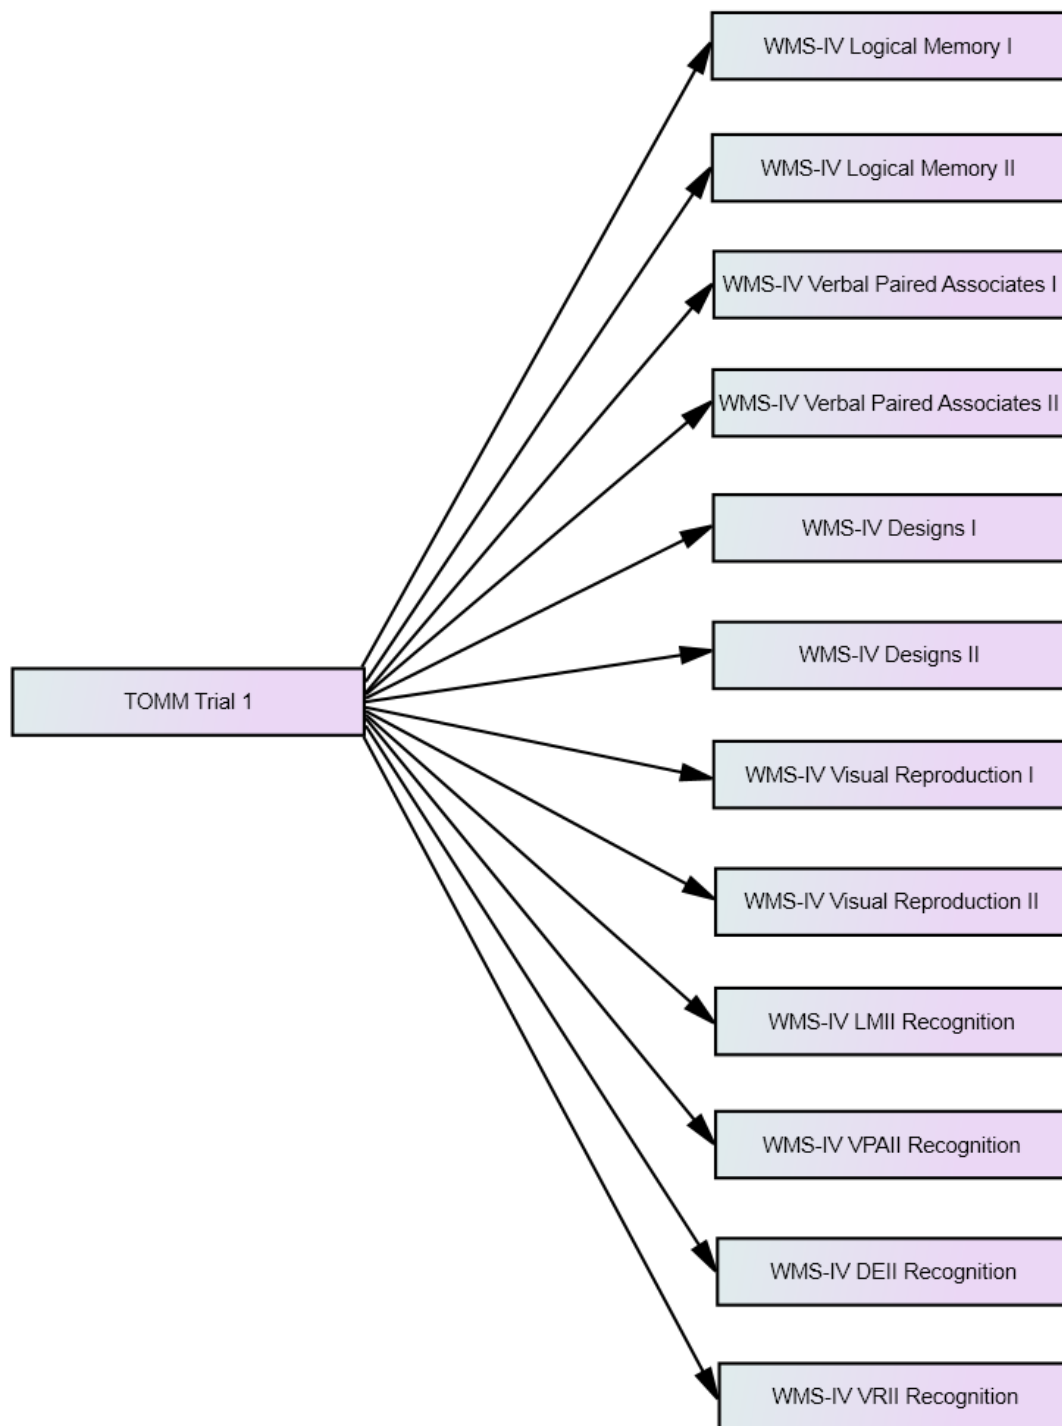 WMS-IV Logical Memory I
WMS-IV Logical Memory II
WMS-IV Verbal Paired Associates I
WMS-IV Verbal Paired Associates II
WMS-IV Designs I
WMS-IV Designs II
TOMM Trial 1
WMS-IV Visual Reproduction I
WMS-IV Visual Reproduction II
WMS-IV LMII Recognition
WMS-IV VPAII Recognition
WMS-IV DEII Recognition
WMS-IV VRII Recognition